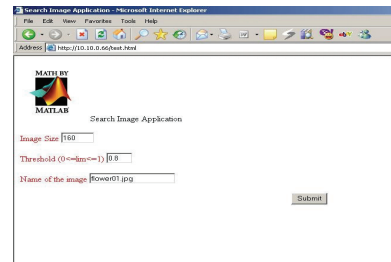 Search Image Application - Microsoft Internet Explorer
File Edit View Favorites Tools Help
Address http://10.10.0.66/test.html
MATH BY
MATLAB
Search Image Application
Image Size 160
Threshold (0<=lim<=1) 0.8
Name of the image flower01.jpg
Submit